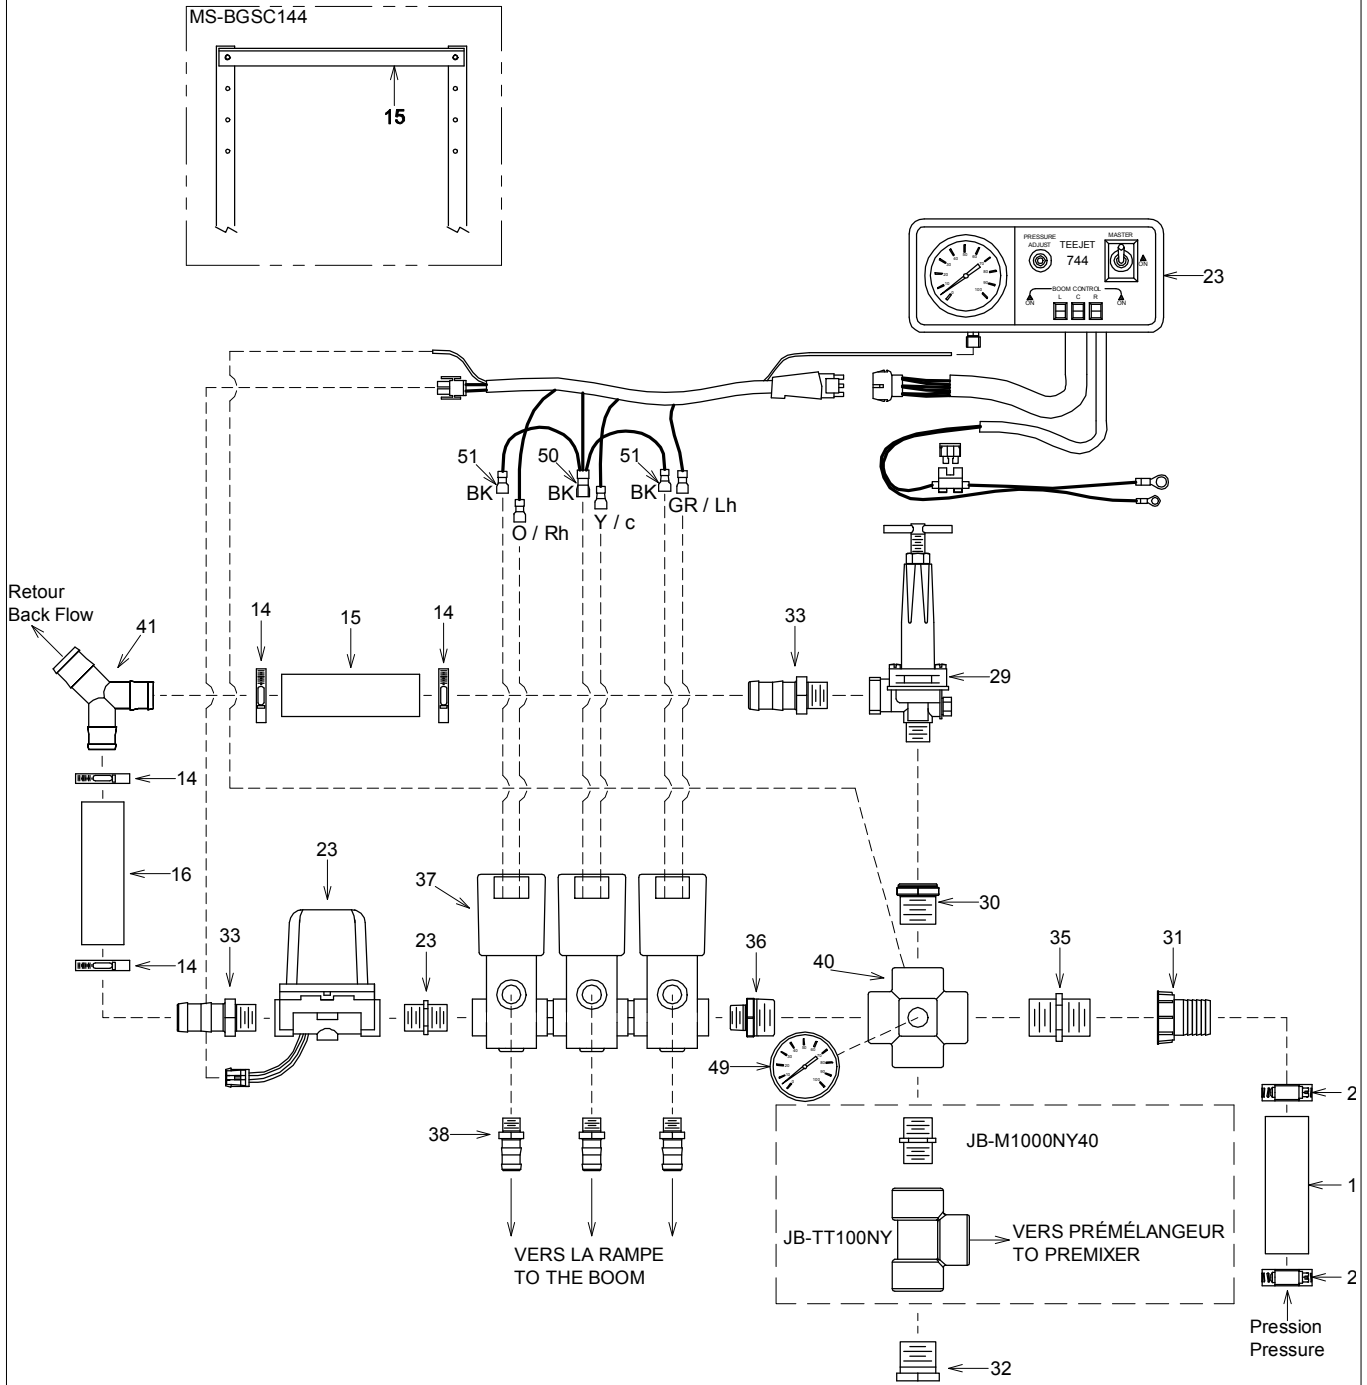 MS-BGSC144
15
PRESSURE
ADJUST
TEEJET
744
MASTER
ON
BOOM CONTROL
L C R
ON
ON
23
51
BK
50
BK
51
BK
O / Rh
Y / c
GR / Lh
Retour
Back Flow
41
14
15
14
33
29
14
16
14
33
23
37
23
36
40
30
35
31
49
38
2
JB-M1000NY40
1
JB-TT100NY
VERS PRÉMÉLANGEUR
TO PREMIXER
VERS LA RAMPE
TO THE BOOM
2
Pression
Pressure
32